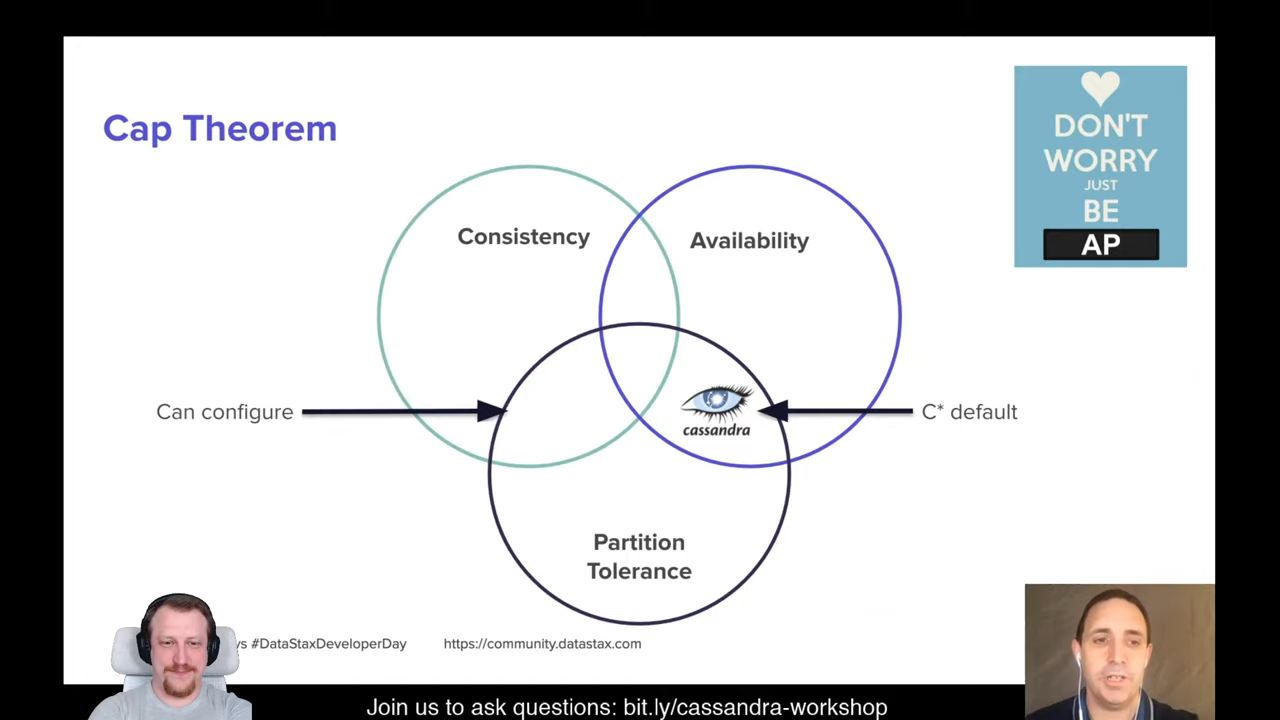 Cap Theorem
DON'T
WORRY
JUST
BE
AP
Consistency
Availability
Can configure
cassandra
C* default
Partition
Tolerance
#DataStaxDeveloperDay
https://community.datastax.com
Join us to ask questions: bit.ly/cassandra-workshop